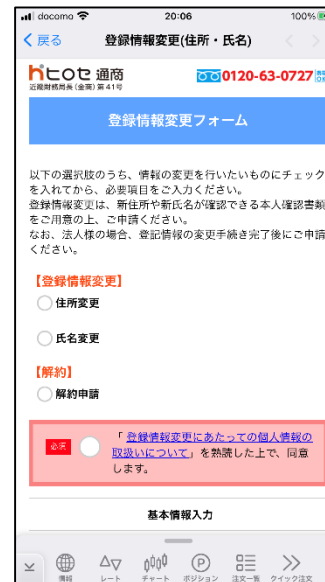 docomo 20:06 100%
戻る 登録情報変更(住所・氏名)
ヒロセ通商 0120-63-0727
近畿財務局長(金商)第41号
登録情報変更フォーム
以下の選択肢のうち、情報の変更を行いたいものにチェック
を入れてから、必要項目をご入力ください。
登録情報変更は、新住所や新氏名が確認できる本人確認書類
をご用意の上、ご申請ください。
なお、法人様の場合、登記情報の変更手続き完了後にご申請
ください。
【登録情報変更】
住所変更
氏名変更
【解約】
解約申請
必須 「登録情報変更にあたっての個人情報の
取扱いについて」を熟読した上で、同意
します。
基本情報入力
情報 レート チャート ポジション 注文一覧 クイック注文